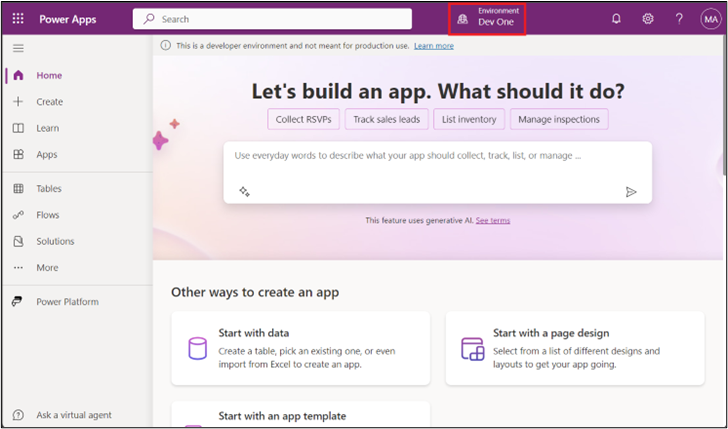 Power Apps
Search
Environment
Dev One
MA
This is a developer environment and not meant for production use. Learn more
Home
Create
Learn
Apps
Tables
Flows
Solutions
More
Power Platform
Ask a virtual agent
Let's build an app. What should it do?
Collect RSVPs
Track sales leads
List inventory
Manage inspections
Use everyday words to describe what your app should collect, track, list, or manage ...
This feature uses generative AI. See terms
Other ways to create an app
Start with data
Create a table, pick an existing one, or even
import from Excel to create an app.
Start with a page design
Select from a list of different designs and
layouts to get your app going.
Start with an app template